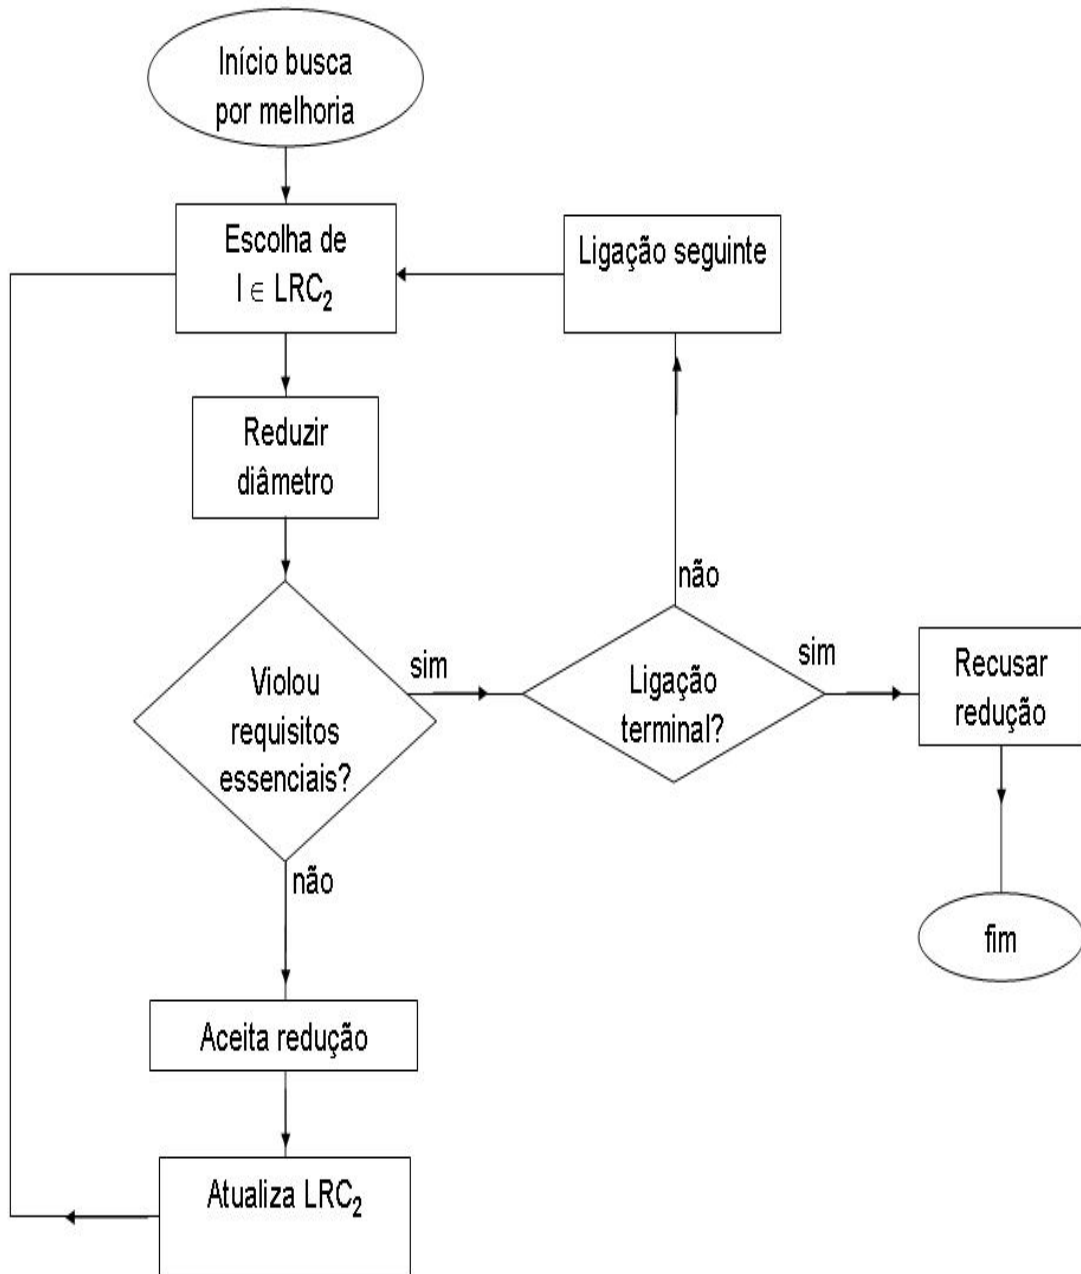 Início busca
por melhoria
Escolha de
l ∈ LRC₂
Ligação seguinte
Reduzir
diâmetro
não
Violou
requisitos
essenciais?
sim
Ligação
terminal?
sim
Recusar
redução
não
fim
Aceita redução
Atualiza LRC₂